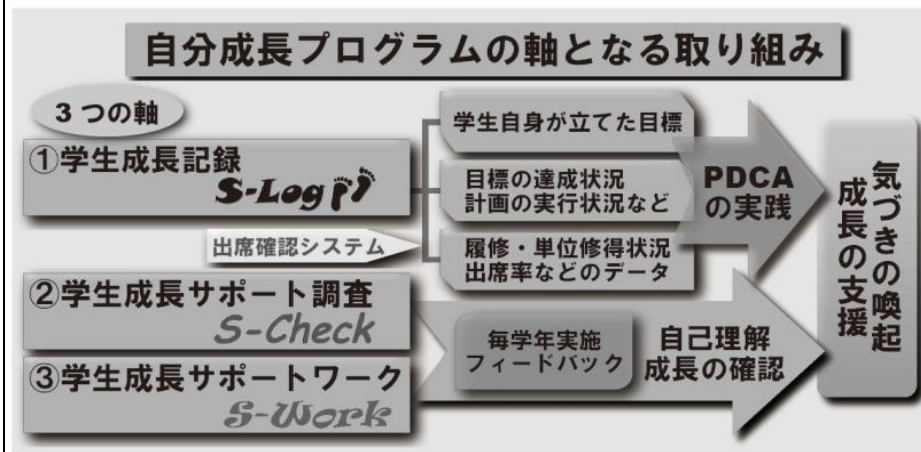 自分成長プログラムの軸となる取り組み
3つの軸
①学生成長記録
S-Log
出席確認システム
学生自身が立てた目標
目標の達成状況
計画の実行状況など
履修・単位修得状況
出席率などのデータ
PDCA
の実践
②学生成長サポート調査
S-Check
③学生成長サポートワーク
S-Work
毎学年実施
フィードバック
自己理解
成長の確認
気づきの喚起
成長の支援